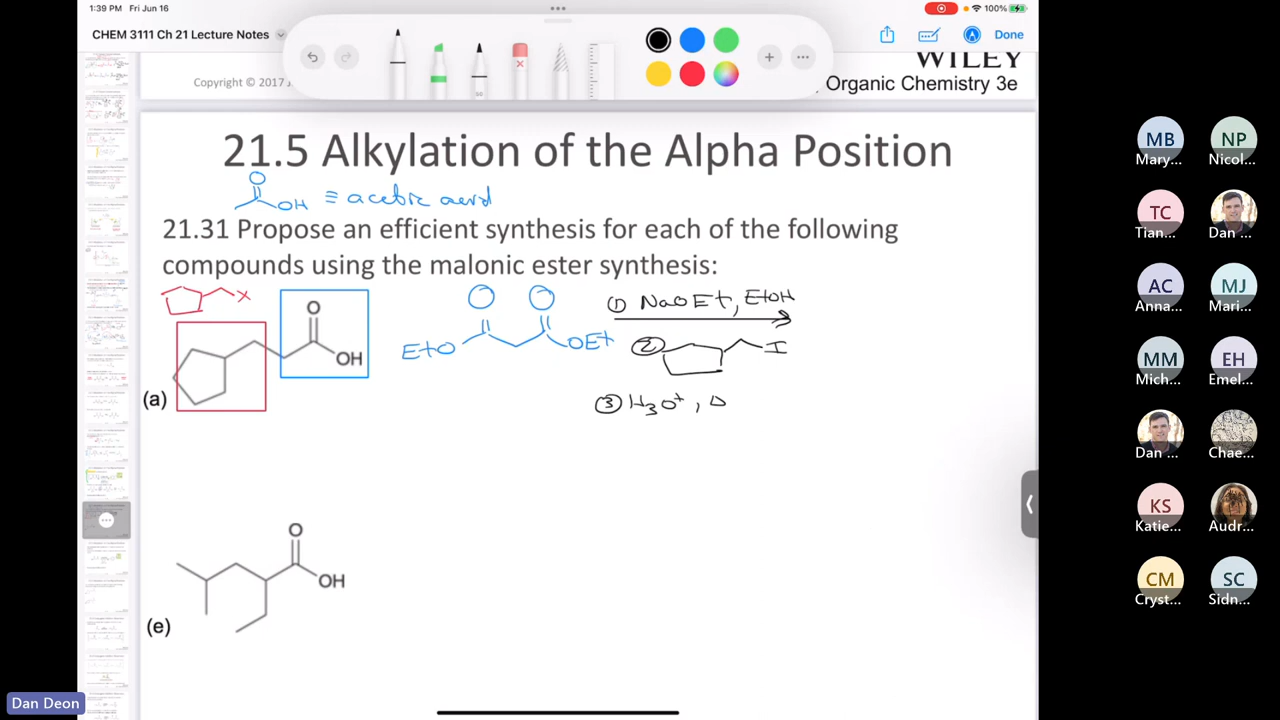 1:39 PM Fri Jun 16
100%
CHEM 3111 Ch 21 Lecture Notes
Done
50
Copyright © 2017 J
WILEY
Organic Chemistry 3e
21.5 Alkylation of the Alpha Position
O
OH ≡ acetic acid
21.31 Propose an efficient synthesis for each of the following
compounds using the malonic ester synthesis:
X
O
OH
(a)
O O
EtO OEt
① NaOEt, EtOH
② I
③ H₃O⁺, Δ
O
OH
(e)
MB
Mary...
NP
Nicol...
TC
Tian...
Dan ...
AC
Anna...
MJ
Mari...
MM
Mich...
EH
Emel...
Dan ...
Chae...
KS
Katie...
Audr...
CM
Cryst...
SC
Sidn...
Dan Deon